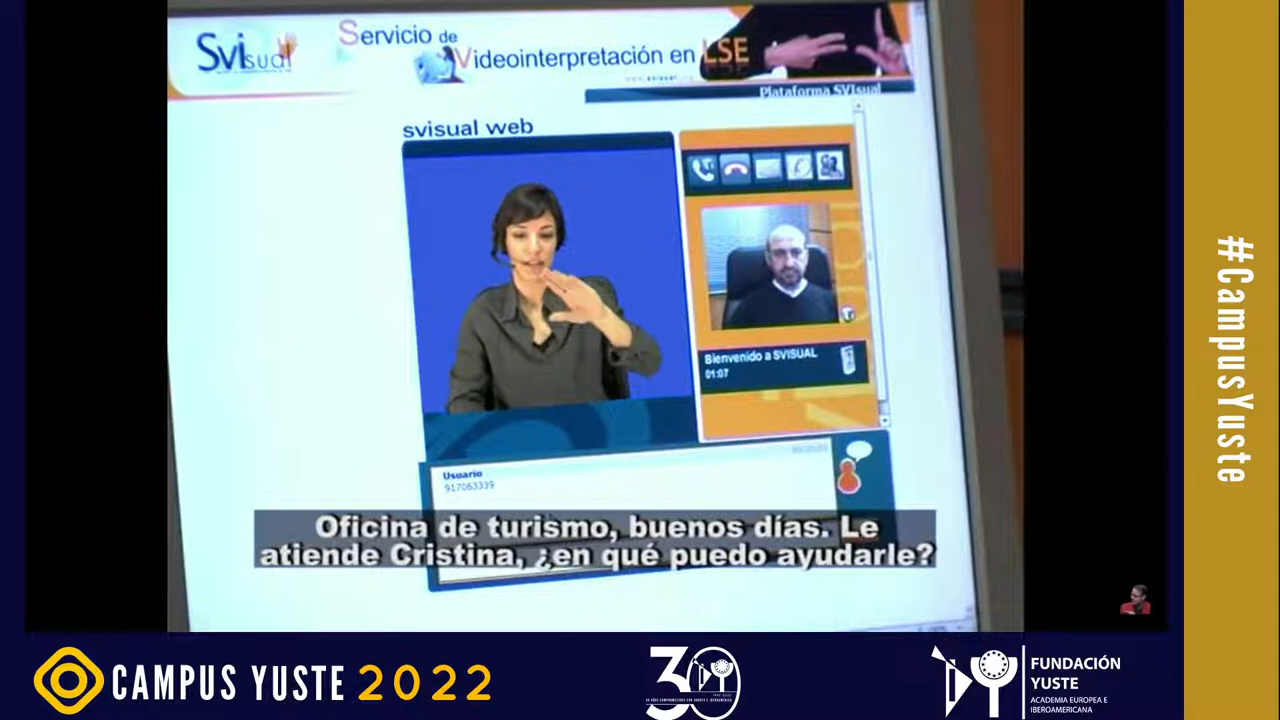 SVIsual
Servicio de
Videointerpretación en LSE
Plataforma SVIsual
svisual web
Bienvenido a SVISUAL
01:07
Usuario
917063339
Oficina de turismo, buenos días. Le
atiende Cristina, ¿en qué puedo ayudarle?
#CampusYuste
CAMPUS YUSTE 2022
30
FUNDACIÓN
YUSTE
ACADEMIA EUROPEA E
IBEROAMERICANA